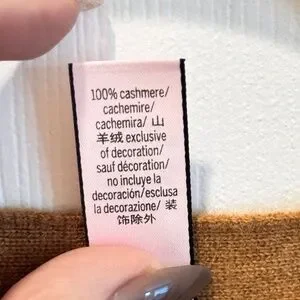 100% cashmere/
cachemire/
cachemira/ 山
羊绒 exclusive
of decoration/
sauf décoration/
no incluye la
decoración/esclusa
la decorazione/ 装
饰除外